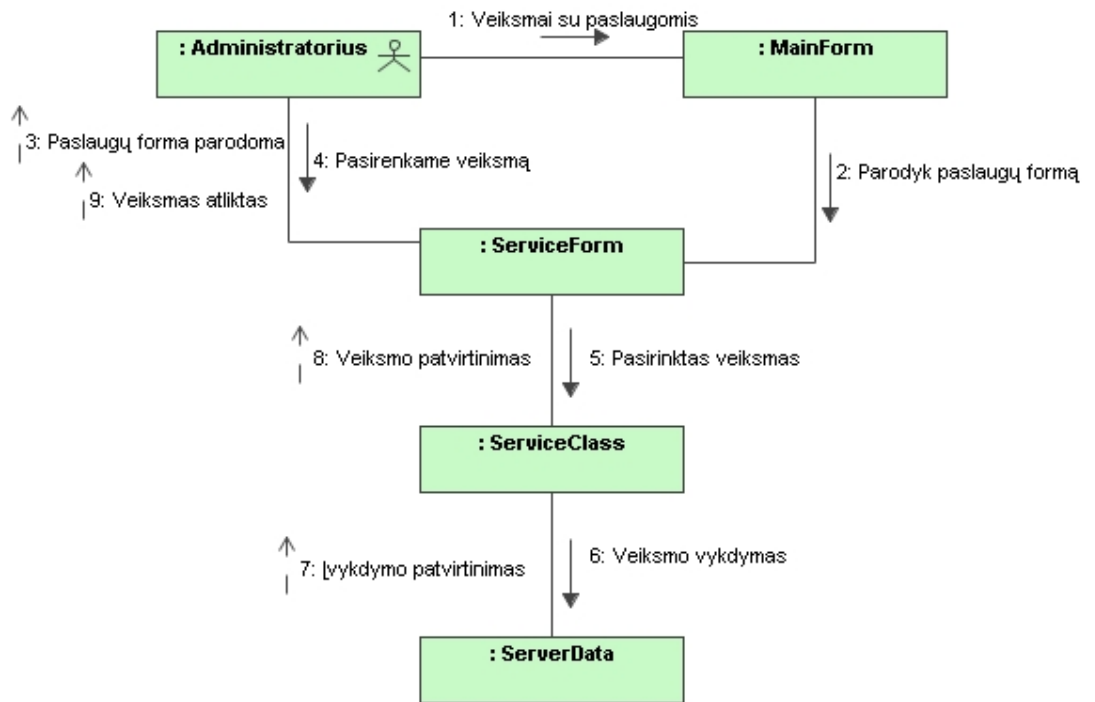 1: Veiksmai su paslaugomis
: Administratorius
: MainForm
3: Paslaugų forma parodoma
4: Pasirenkame veiksmą
2: Parodyk paslaugų formą
9: Veiksmas atliktas
: ServiceForm
8: Veiksmo patvirtinimas
5: Pasirinktas veiksmas
: ServiceClass
7: Įvykdymo patvirtinimas
6: Veiksmo vykdymas
: ServerData